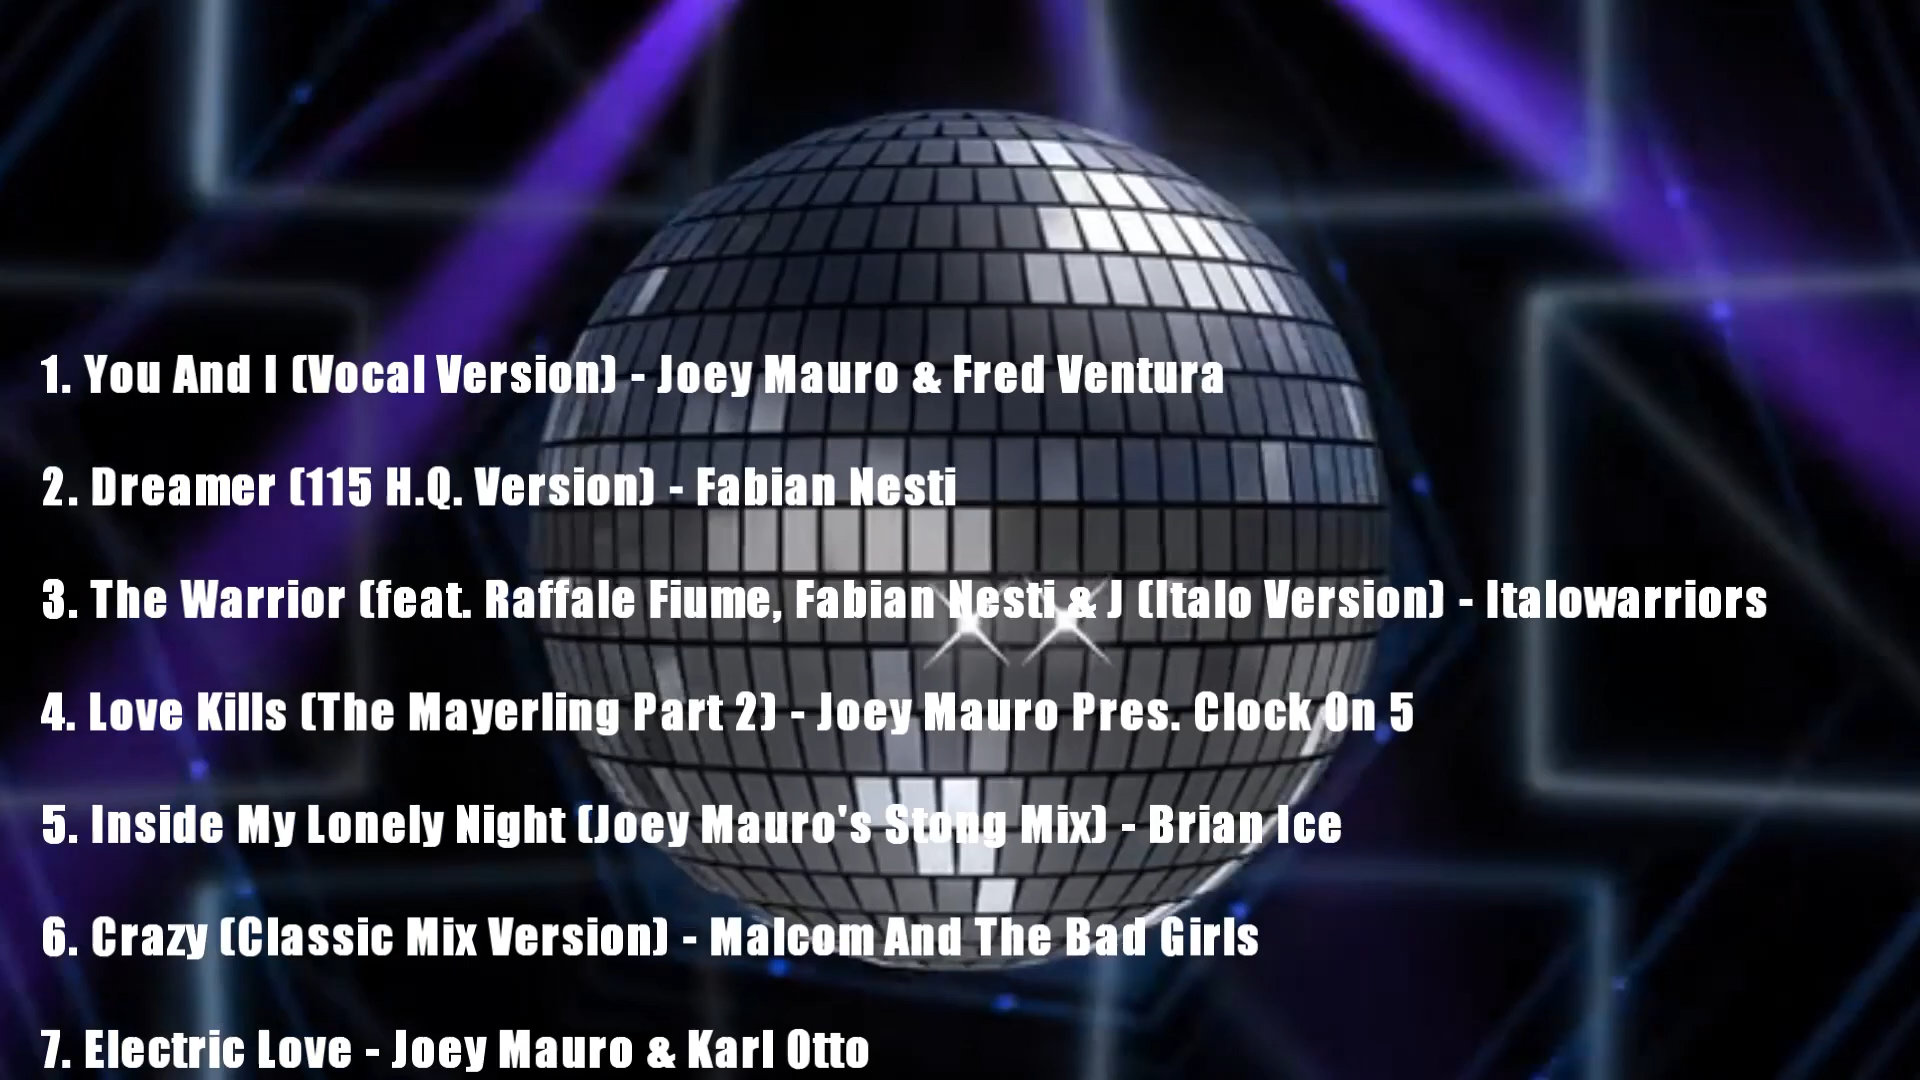 1. You And I (Vocal Version) - Joey Mauro & Fred Ventura
2. Dreamer (115 H.Q. Version) - Fabian Nesti
3. The Warrior (feat. Raffale Fiume, Fabian Nesti & J (Italo Version) - Italowarriors
4. Love Kills (The Mayerling Part 2) - Joey Mauro Pres. Clock On 5
5. Inside My Lonely Night (Joey Mauro's Stong Mix) - Brian Ice
6. Crazy (Classic Mix Version) - Malcom And The Bad Girls
7. Electric Love - Joey Mauro & Karl Otto